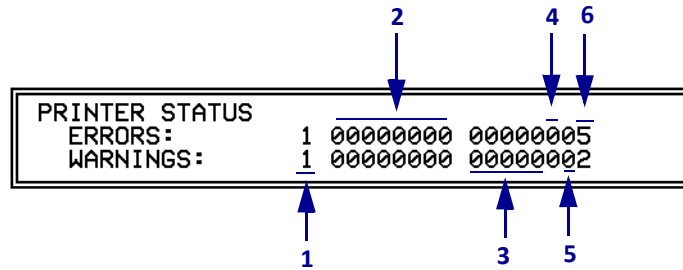 2 4 6
PRINTER STATUS
ERRORS: 1 00000000 00000005
WARNINGS: 1 00000000 00000002
1 3 5